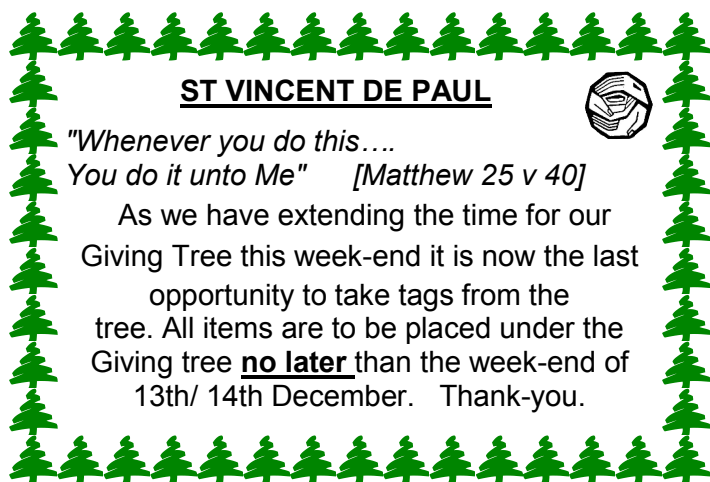 ST VINCENT DE PAUL
"Whenever you do this….
You do it unto Me" [Matthew 25 v 40]
As we have extending the time for our
Giving Tree this week-end it is now the last
opportunity to take tags from the
tree. All items are to be placed under the
Giving tree no later than the week-end of
13th/ 14th December. Thank-you.